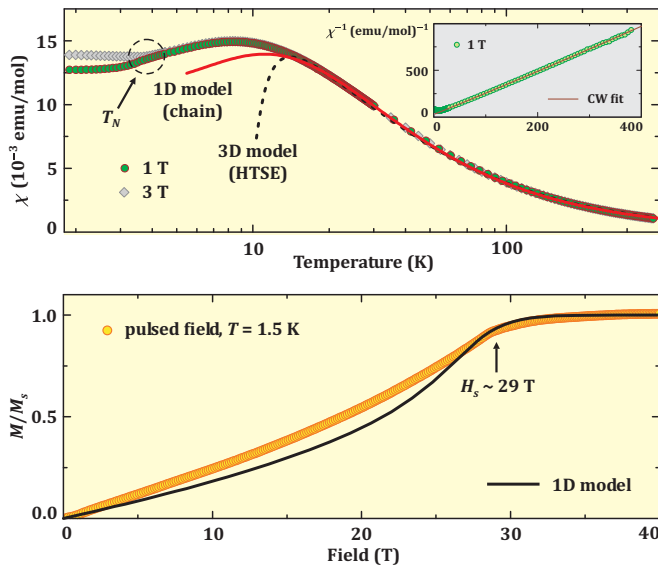 χ⁻¹ (emu/mol)⁻¹
1 T
500
CW fit
0
0
200
400
15
10
5
0
χ (10⁻³ emu/mol)
T_N
1D model
(chain)
3D model
(HTSE)
1 T
3 T
10
100
Temperature (K)
1.0
0.5
0.0
M/M_s
pulsed field, T = 1.5 K
H_s ~ 29 T
1D model
0
10
20
30
40
Field (T)